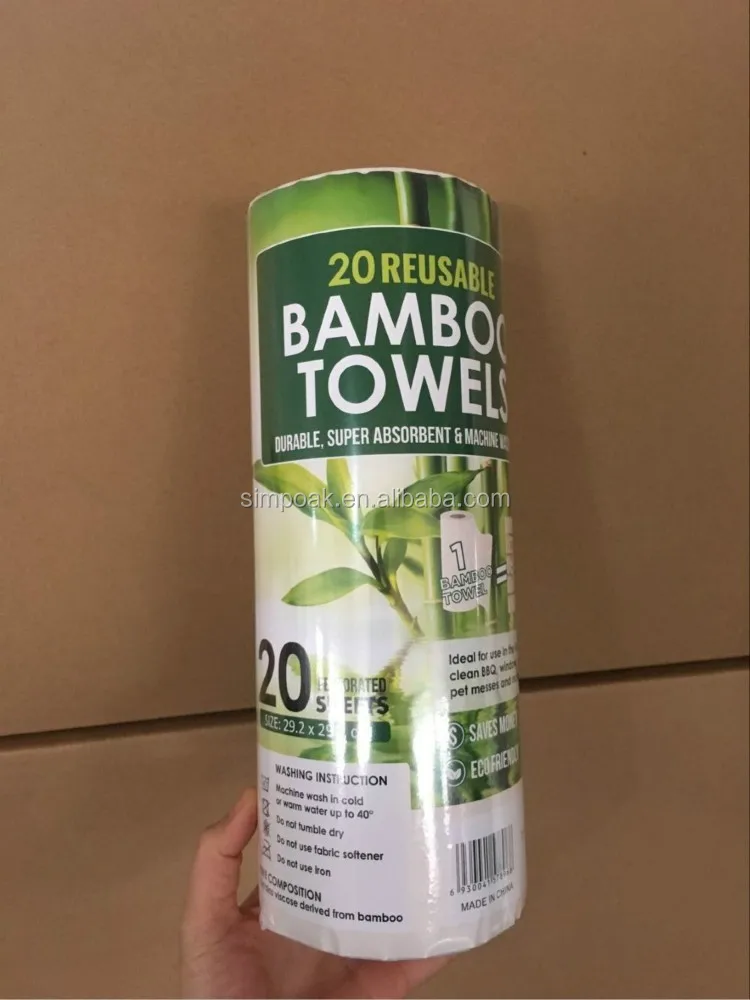 20 REUSABLE
BAMBOO
TOWELS
DURABLE, SUPER ABSORBENT & MACHINE
simpoak.en.alibaba.com
1
BAMBOO
TOWEL
=
20 PERFORATED
SHEETS
SIZE: 29.2 x
Ideal for use in the
clean BBQ,
pet messes and
$ SAVES MONEY
ECO FRIENDLY
WASHING INSTRUCTION
Machine wash in cold
or warm water up to 40°
Do not tumble dry
Do not use fabric softener
Do not use iron
COMPOSITION
viscose derived from bamboo
MADE IN CHINA